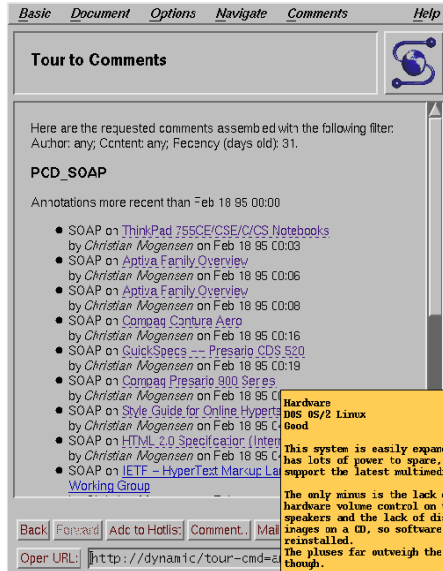 Basic Document Options Navigate Comments Help
Tour to Comments
Here are the requested comments assembled with the following filter:
Author: any; Content: any; Recency (days old): 31.
PCD_SOAP
Annotations more recent than Feb 18 95 00:00
SOAP on ThinkPad 755CE/CSE/C/CS Notebooks
by Christian Mogensen on Feb 18 95 00:03
SOAP on Aptiva Family Overview
by Christian Mogensen on Feb 18 95 00:06
SOAP on Aptiva Family Overview
by Christian Mogensen on Feb 18 95 00:08
SOAP on Compaq Contura Aero
by Christian Mogensen on Feb 18 95 00:16
SOAP on QuickSpecs -- Presario CDS 520
by Christian Mogensen on Feb 18 95 00:19
SOAP on Compaq Presario 900 Series
by Christian Mogensen on Feb 18 95
SOAP on Style Guide for Online Hyperte
by Christian Mogensen on Feb 18 95
SOAP on HTML 2.0 Specification (Inter
by Christian Mogensen on Feb 18 95
SOAP on IETF - HyperText Markup La
Working Group
Hardware
DOS OS/2 Linux
Good
This system is easily expan
has lots of power to spare,
support the latest multimed
The only minus is the lack o
hardware volume control on
speakers and the lack of di
images on a CD, so software
reinstalled.
The pluses far outweigh the
though.
Back Forward Add to Hotlist Comment.. Mail
Open URL: http://dynamic/tour-cmd=a